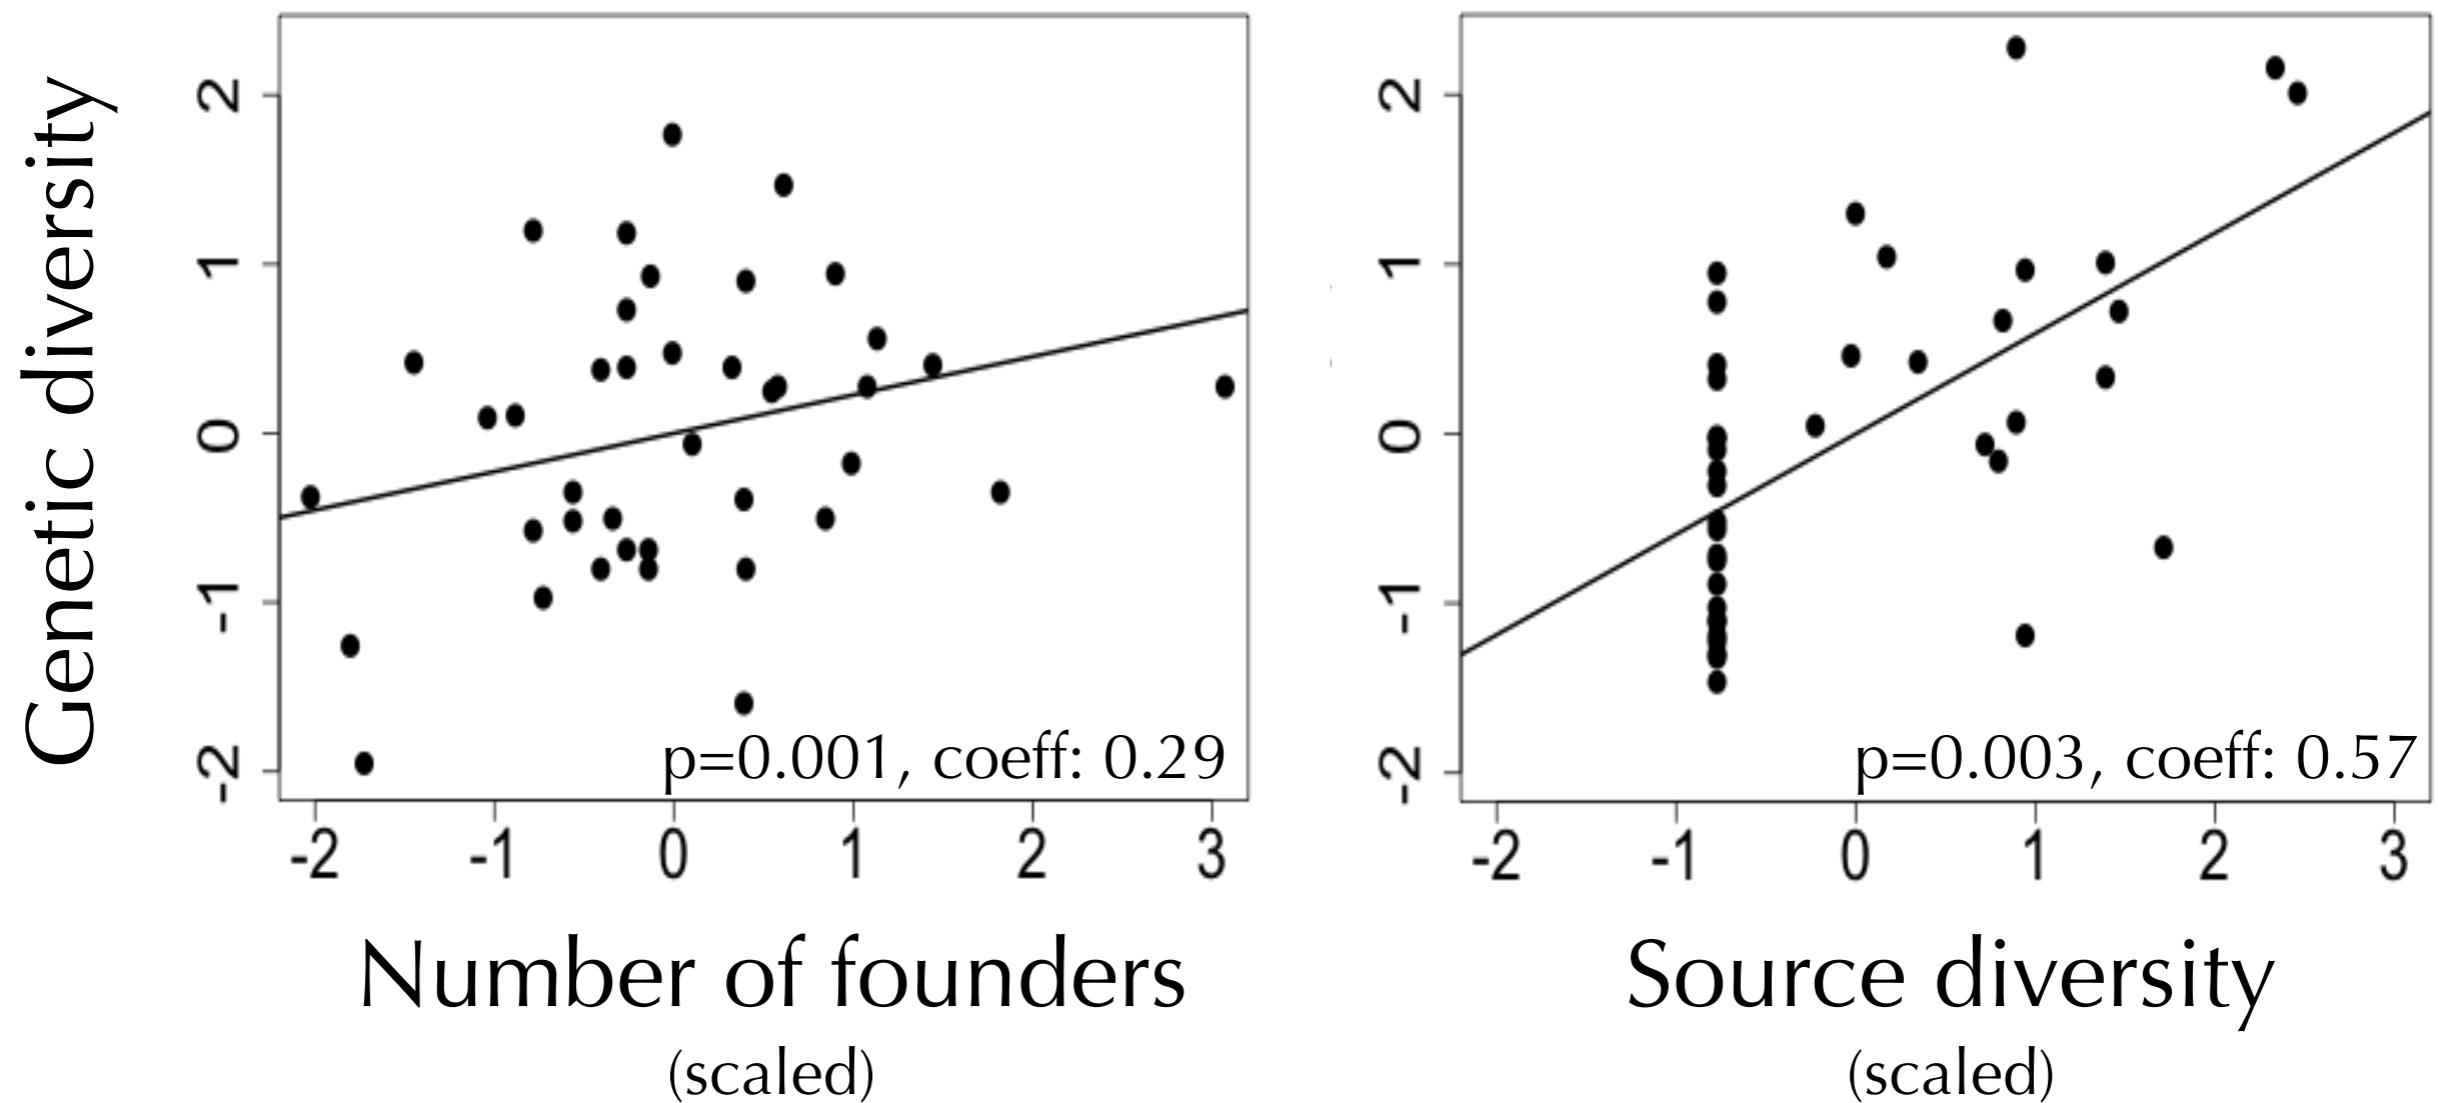 Genetic diversity
2
1
0
-1
-2
p=0.001, coeff: 0.29
-2 -1 0 1 2 3
Number of founders
(scaled)
2
1
0
-1
-2
p=0.003, coeff: 0.57
-2 -1 0 1 2 3
Source diversity
(scaled)